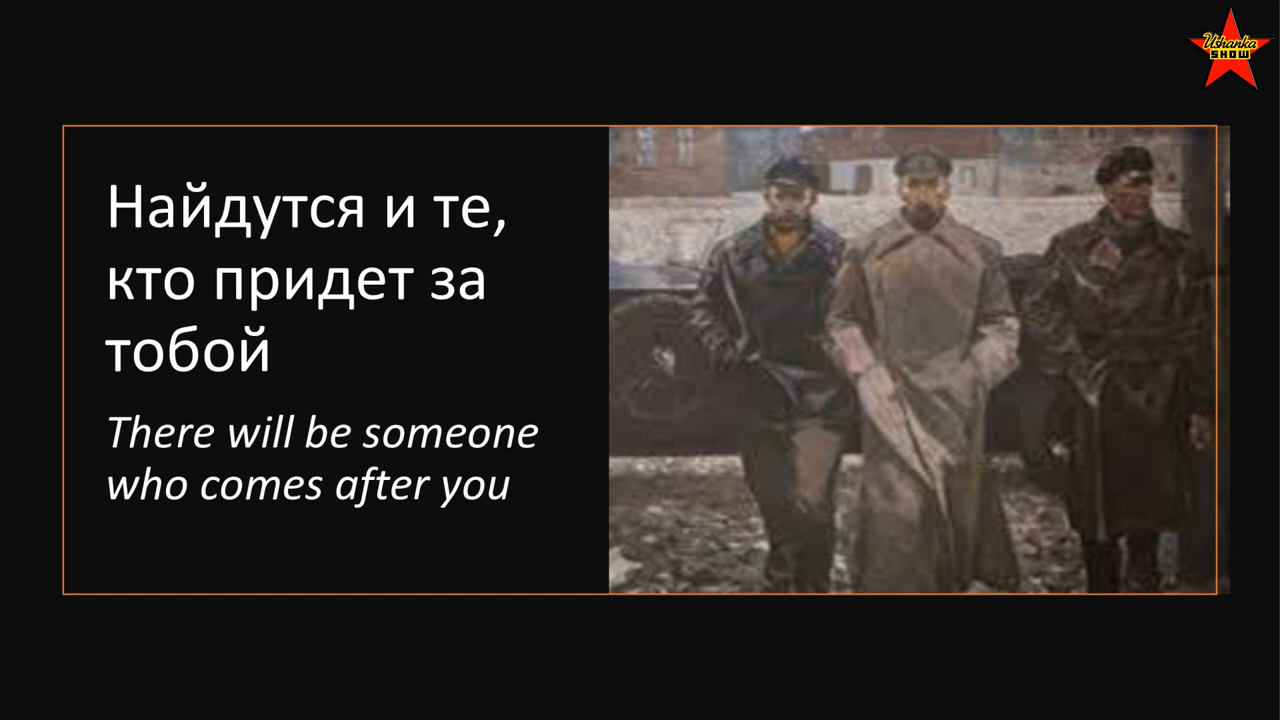 Найдутся и те,
кто придет за
тобой
There will be someone
who comes after you
Ushanka
SHOW